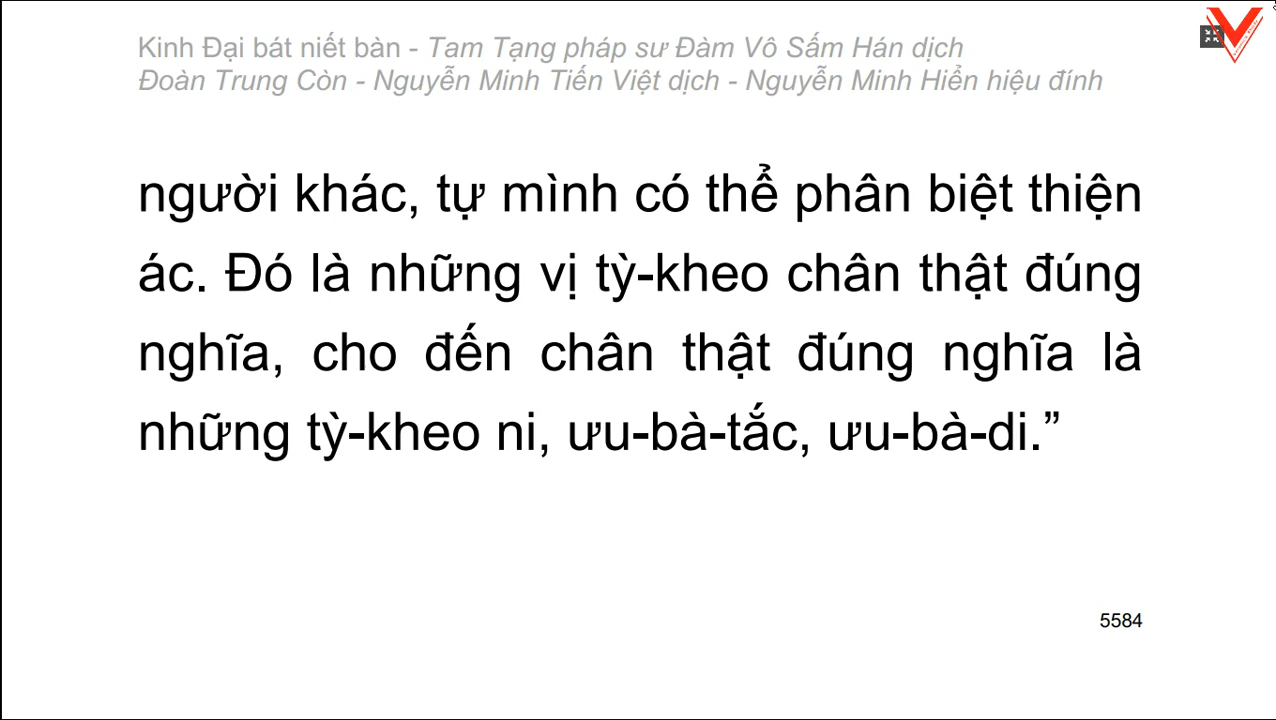 Kinh Đại bát niết bàn - Tam Tạng pháp sư Đàm Vô Sấm Hán dịch
Đoàn Trung Còn - Nguyễn Minh Tiến Việt dịch - Nguyễn Minh Hiển hiệu đính
người khác, tự mình có thể phân biệt thiện
ác. Đó là những vị tỳ-kheo chân thật đúng
nghĩa, cho đến chân thật đúng nghĩa là
những tỳ-kheo ni, ưu-bà-tắc, ưu-bà-di.”
5584